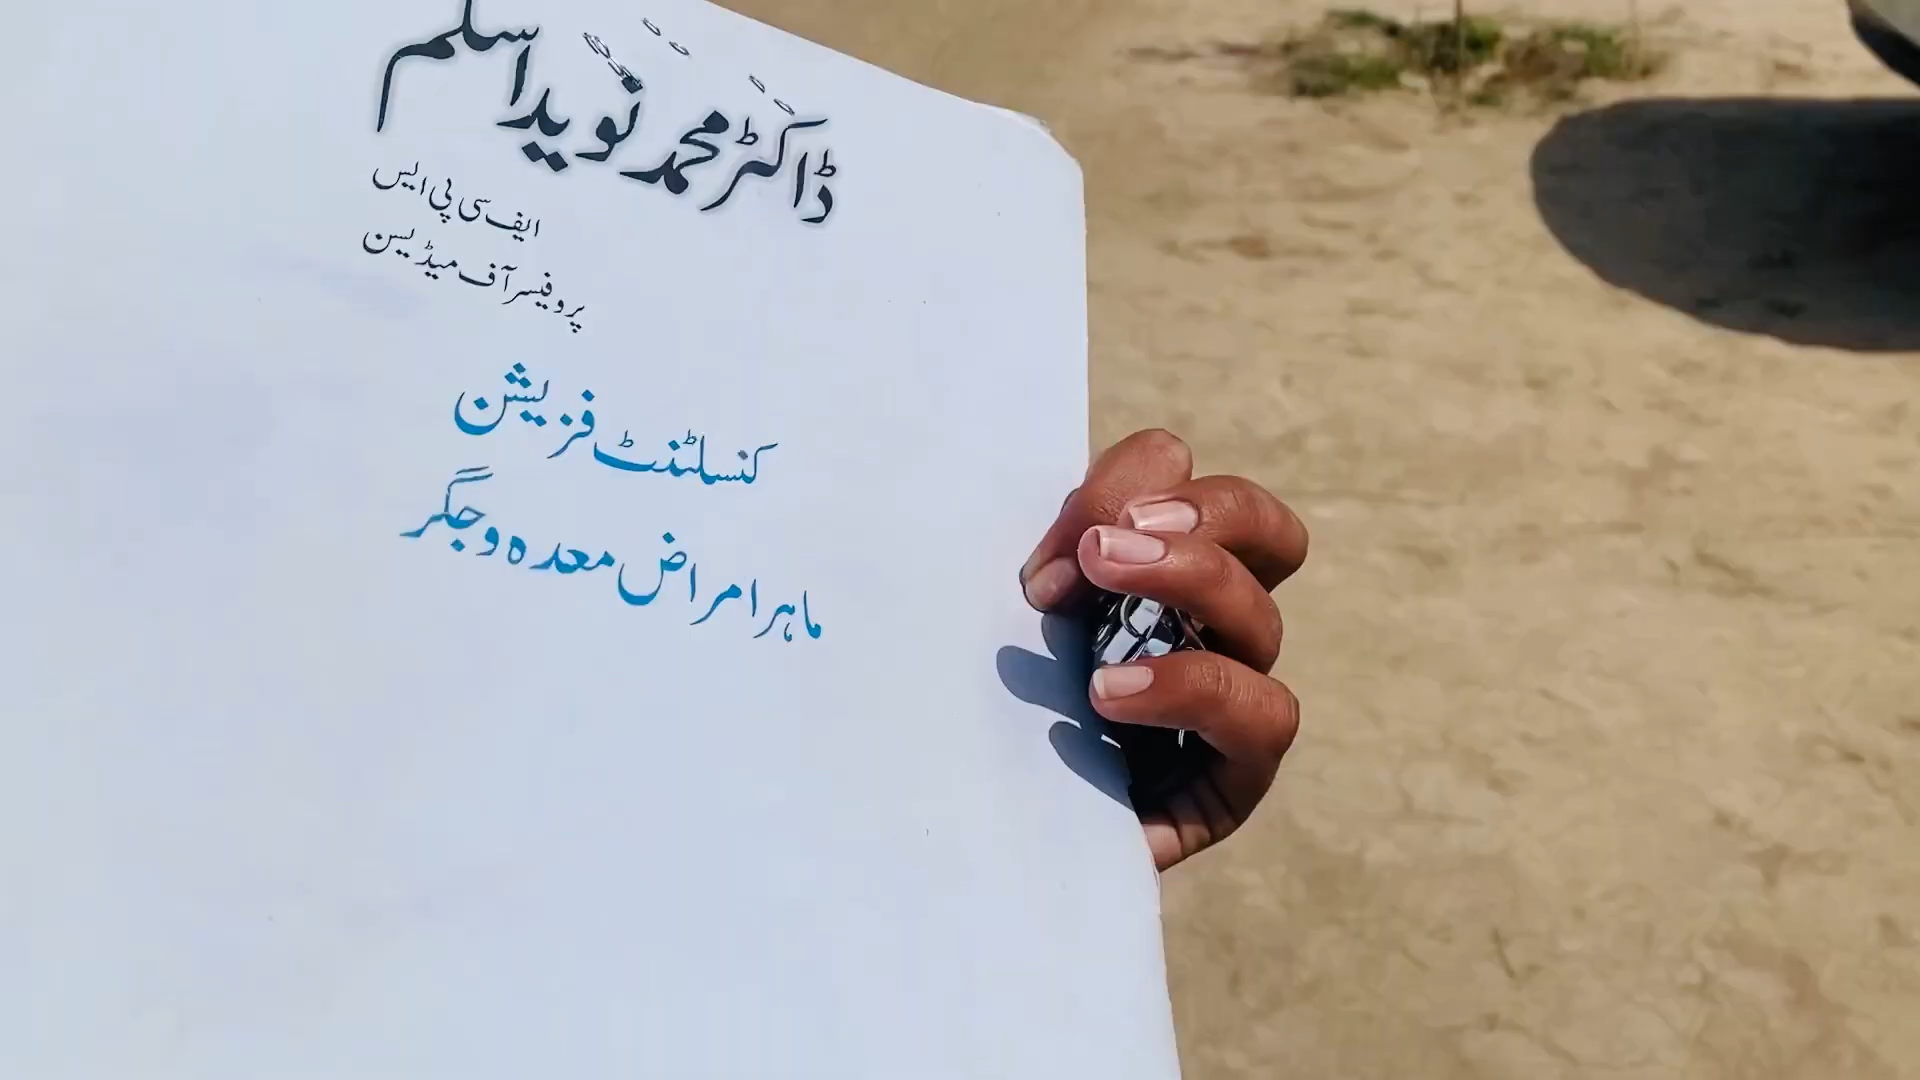 ڈاکٹر محمد نوید اسلم
ایف سی پی ایس
پروفیسر آف میڈیسن
کنسلٹنٹ فزیشن
ماہر امراض معدہ و جگر